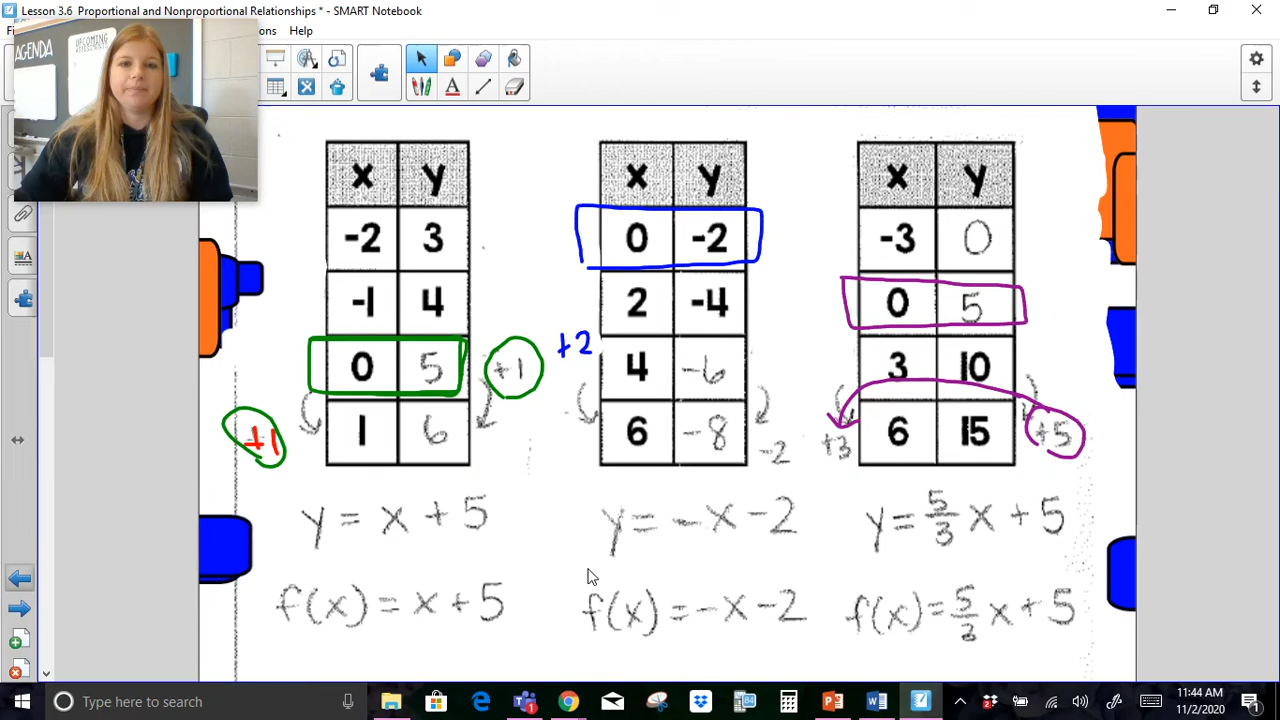 Lesson 3.6 Proportional and Nonproportional Relationships * - SMART Notebook
Help
AGENDA
UPCOMING
x y
-2 3
-1 4
0 5 +1
+1 1 6
x y
0 -2
2 -4
+2 4 -6
6 -8 -2
x y
-3 0
0 5
3 10
+3 6 15 +5
y = x + 5
y = -x - 2
y = 5/3 x + 5
f(x) = x + 5
f(x) = -x - 2
f(x) = 5/3 x + 5
Type here to search
11:44 AM
11/2/2020